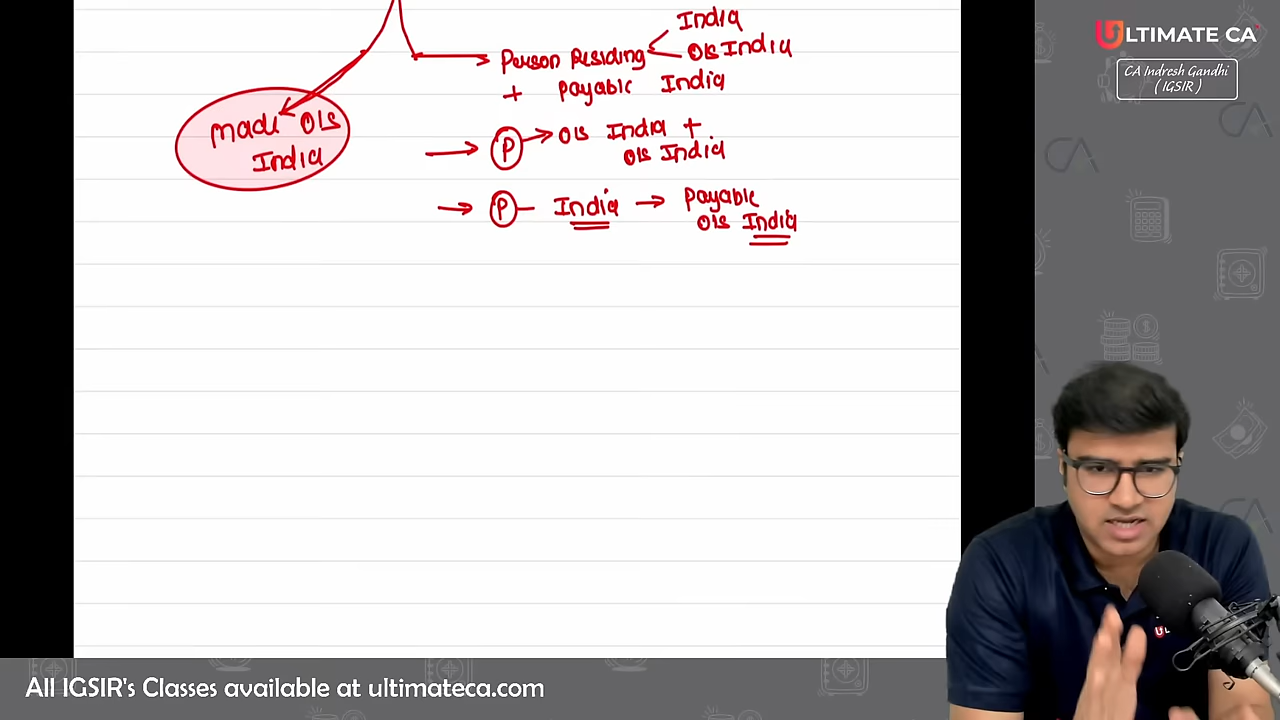 India
Person Residing
O/s India
+ Payable India
Made O/s
India
P O/s India +
O/s India
P India Payable
O/s India
ULTIMATE CA
CA Indresh Gandhi
( IGSIR )
UL
All IGSIR's Classes available at ultimateca.com